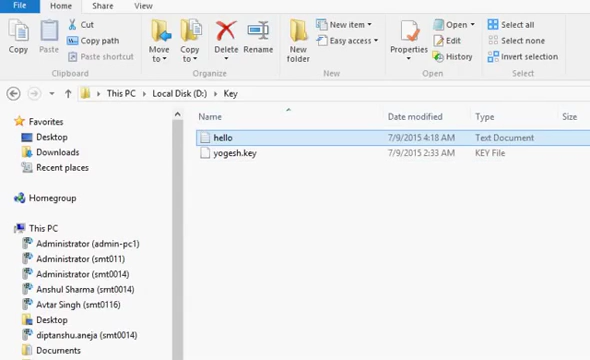 File Home Share View
Copy Paste Cut Copy path Paste shortcut Move to Copy to Delete Rename New folder New item Easy access Properties Open Edit History Select all Select none Invert selection
Clipboard Organize New Open Select
This PC Local Disk (D:) Key
Name Date modified Type Size
hello 7/9/2015 4:18 AM Text Document
yogesh.key 7/9/2015 2:33 AM KEY File
Favorites
Desktop
Downloads
Recent places
Homegroup
This PC
Administrator (admin-pc1)
Administrator (smt011)
Administrator (smt0014)
Anshul Sharma (smt0014)
Avtar Singh (smt0116)
Desktop
diptanshu.aneja (smt0014)
Documents